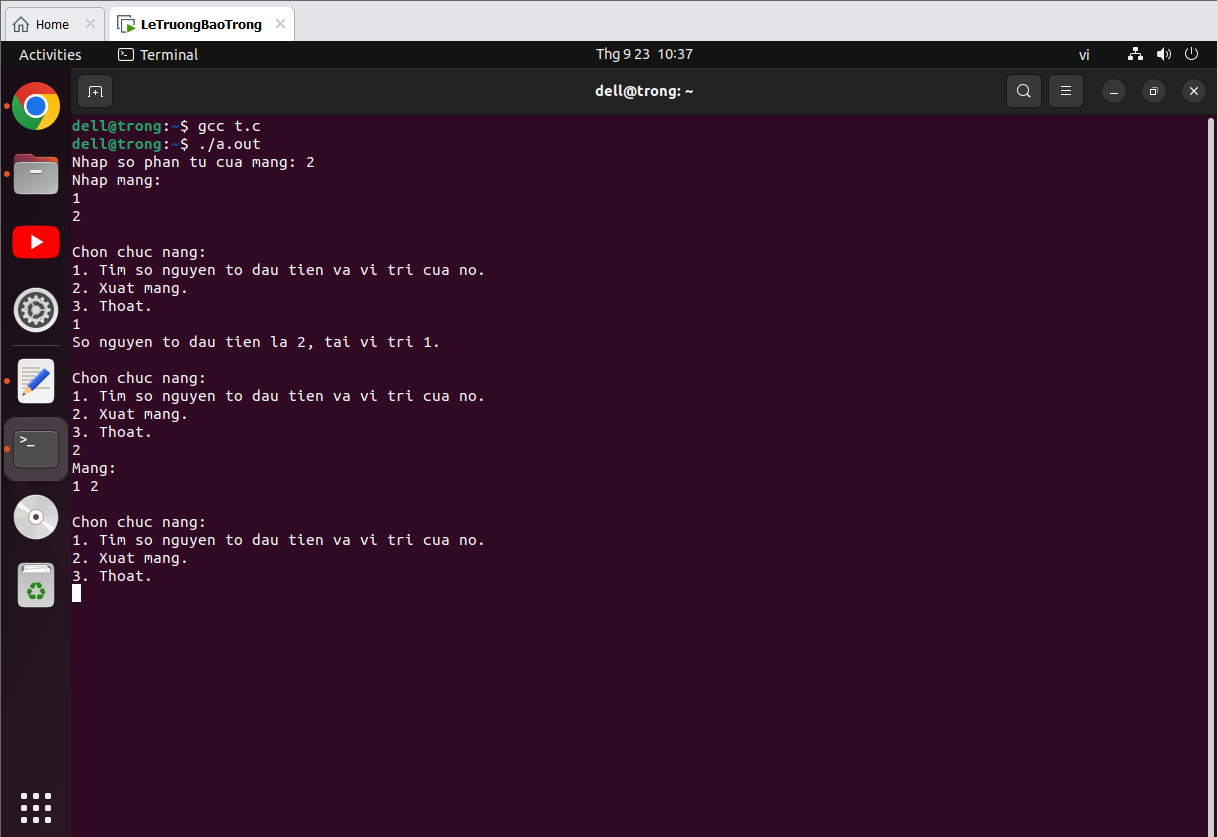 Home
LeTruongBaoTrong
Activities
Terminal
Thg 9 23 10:37
vi
dell@trong: ~
dell@trong:~$ gcc t.c
dell@trong:~$ ./a.out
Nhap so phan tu cua mang: 2
Nhap mang:
1
2
Chon chuc nang:
1. Tim so nguyen to dau tien va vi tri cua no.
2. Xuat mang.
3. Thoat.
1
So nguyen to dau tien la 2, tai vi tri 1.
Chon chuc nang:
1. Tim so nguyen to dau tien va vi tri cua no.
2. Xuat mang.
3. Thoat.
2
Mang:
1 2
Chon chuc nang:
1. Tim so nguyen to dau tien va vi tri cua no.
2. Xuat mang.
3. Thoat.